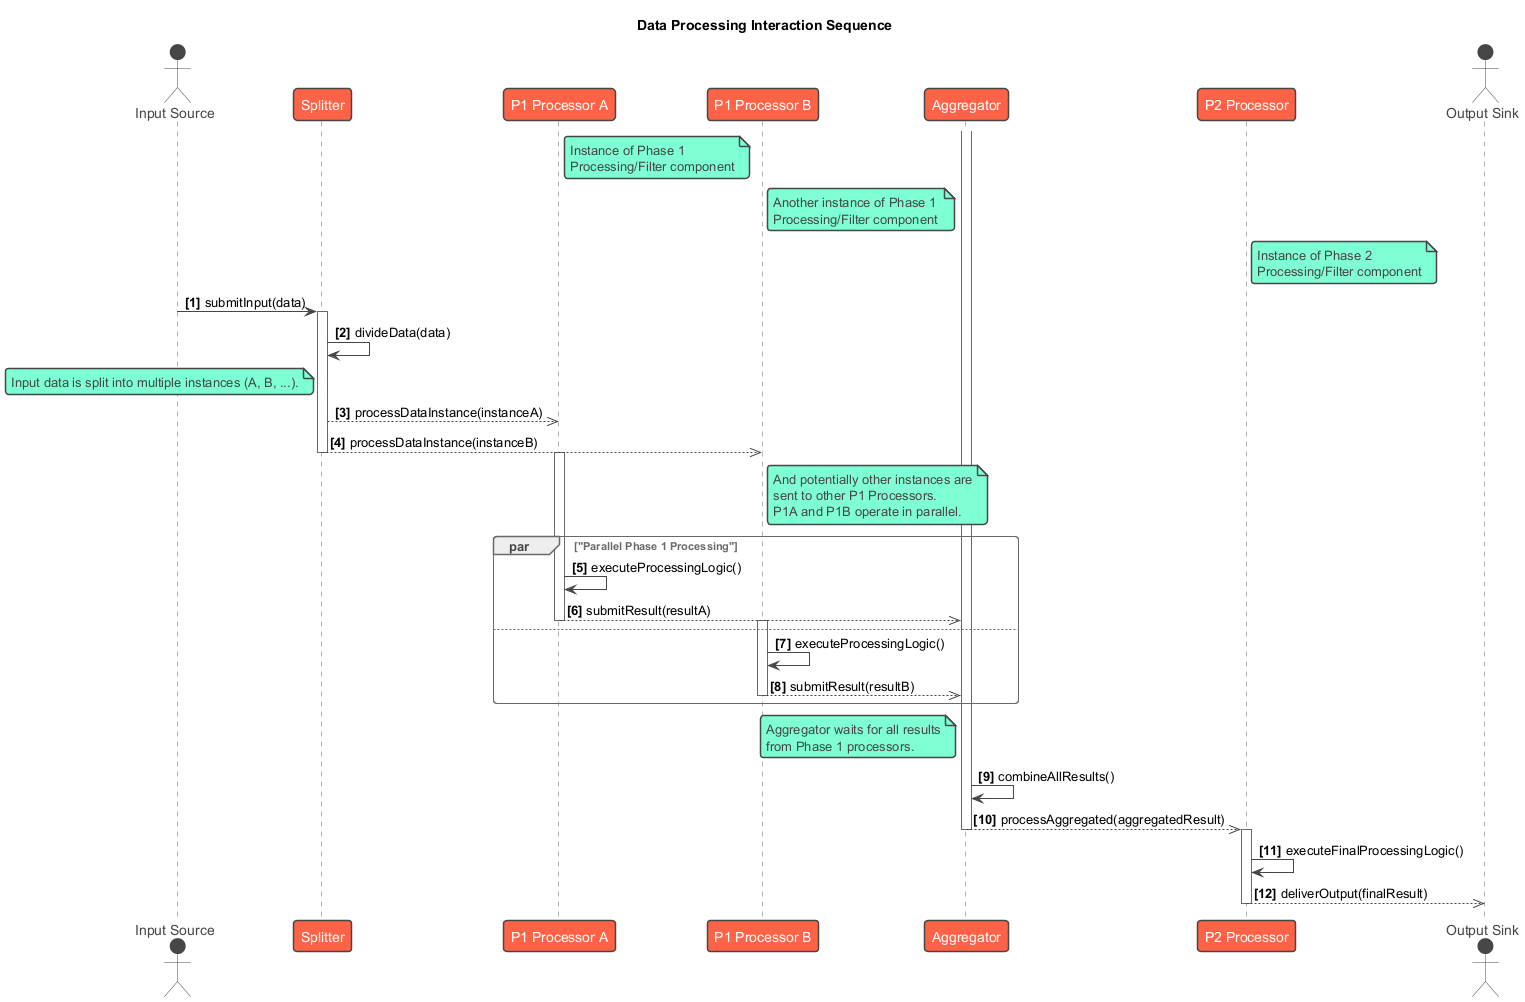 Data Processing Interaction Sequence
Input Source
Splitter
P1 Processor A
P1 Processor B
Aggregator
P2 Processor
Output Sink
Instance of Phase 1
Processing/Filter component
Another instance of Phase 1
Processing/Filter component
Instance of Phase 2
Processing/Filter component
[1] submitInput(data)
[2] divideData(data)
Input data is split into multiple instances (A, B, ...).
[3] processDataInstance(instanceA)
[4] processDataInstance(instanceB)
And potentially other instances are
sent to other P1 Processors.
P1A and P1B operate in parallel.
par ["Parallel Phase 1 Processing"]
[5] executeProcessingLogic()
[6] submitResult(resultA)
[7] executeProcessingLogic()
[8] submitResult(resultB)
Aggregator waits for all results
from Phase 1 processors.
[9] combineAllResults()
[10] processAggregated(aggregatedResult)
[11] executeFinalProcessingLogic()
[12] deliverOutput(finalResult)
Input Source
Splitter
P1 Processor A
P1 Processor B
Aggregator
P2 Processor
Output Sink